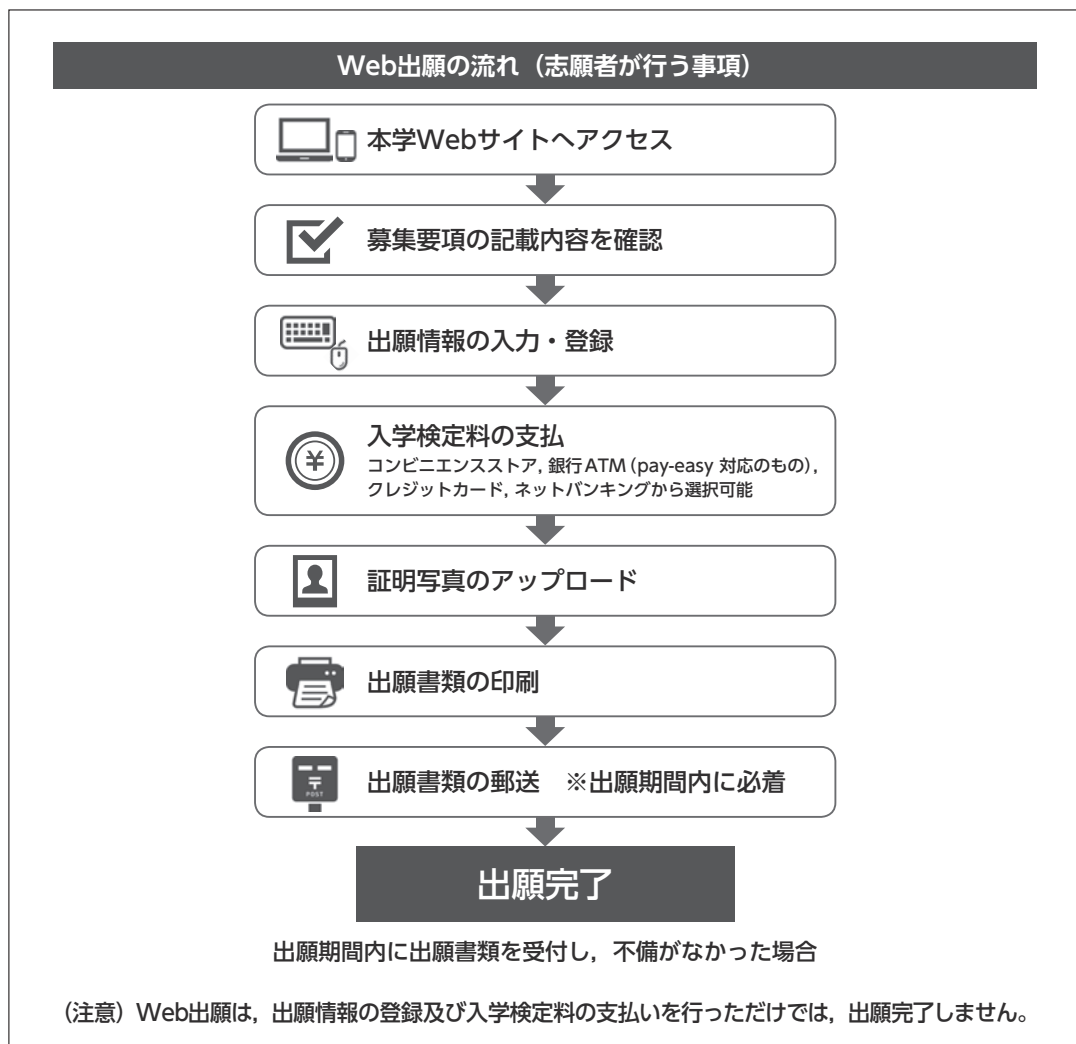 Web出願の流れ（志願者が行う事項）
本学Webサイトへアクセス
募集要項の記載内容を確認
出願情報の入力・登録
入学検定料の支払
コンビニエンスストア，銀行ATM（pay-easy 対応のもの），
クレジットカード，ネットバンキングから選択可能
証明写真のアップロード
出願書類の印刷
〒
POST
出願書類の郵送　※出願期間内に必着
出願完了
出願期間内に出願書類を受付し，不備がなかった場合
（注意）Web出願は，出願情報の登録及び入学検定料の支払いを行っただけでは，出願完了しません。